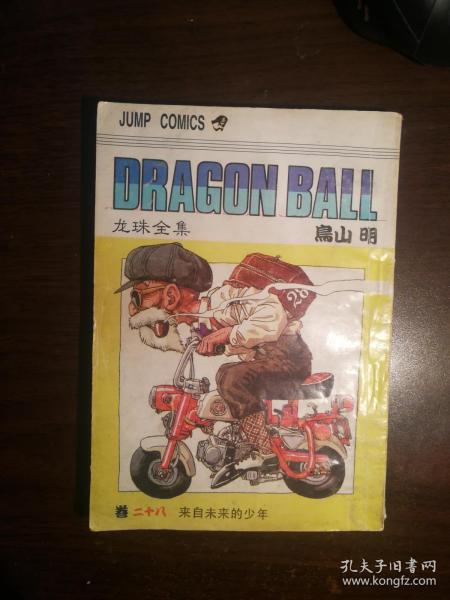 JUMP COMICS
DRAGON BALL
龙珠全集
鳥山明
28
卷二十八 来自未来的少年
孔夫子旧书网
www.kongfz.com